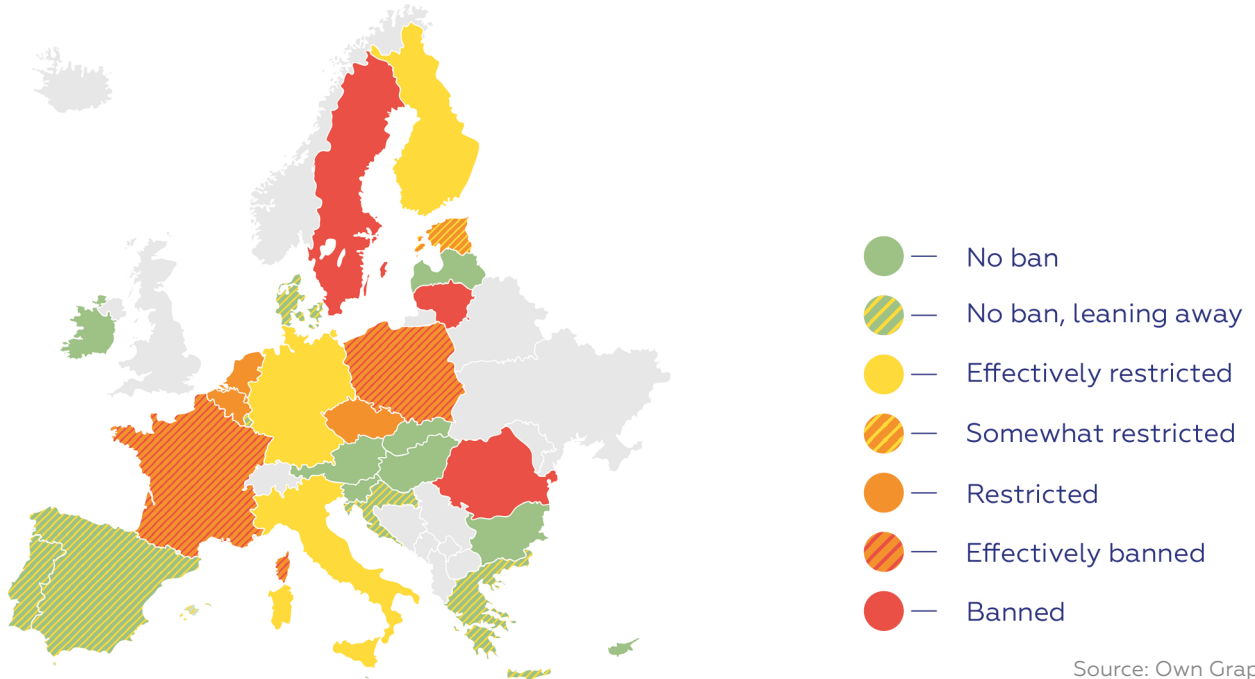 No ban
No ban, leaning away
Effectively restricted
Somewhat restricted
Restricted
Effectively banned
Banned
Source: Own Grap